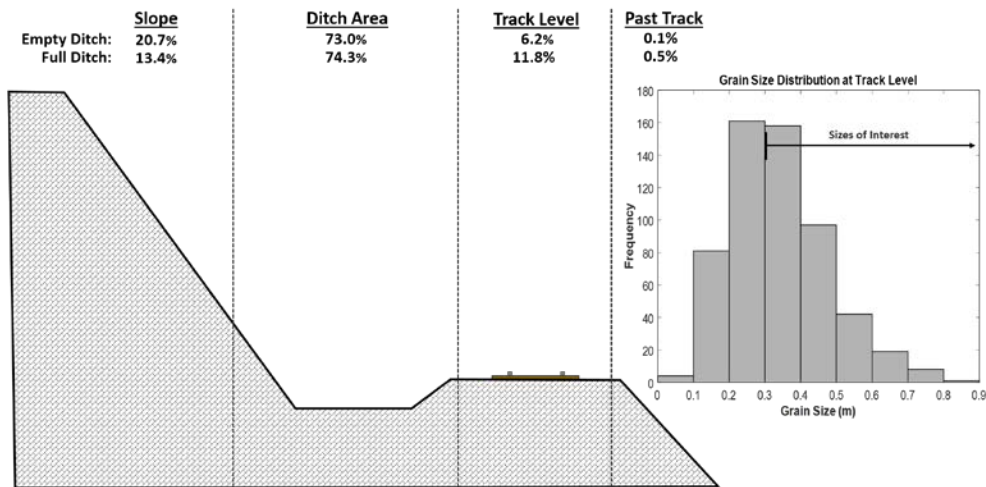 Slope Ditch Area Track Level Past Track
Empty Ditch: 20.7% 73.0% 6.2% 0.1%
Full Ditch: 13.4% 74.3% 11.8% 0.5%
Grain Size Distribution at Track Level
180
160
140
120
100
80
60
40
20
0
Frequency
Sizes of Interest
0 0.1 0.2 0.3 0.4 0.5 0.6 0.7 0.8 0.9
Grain Size (m)